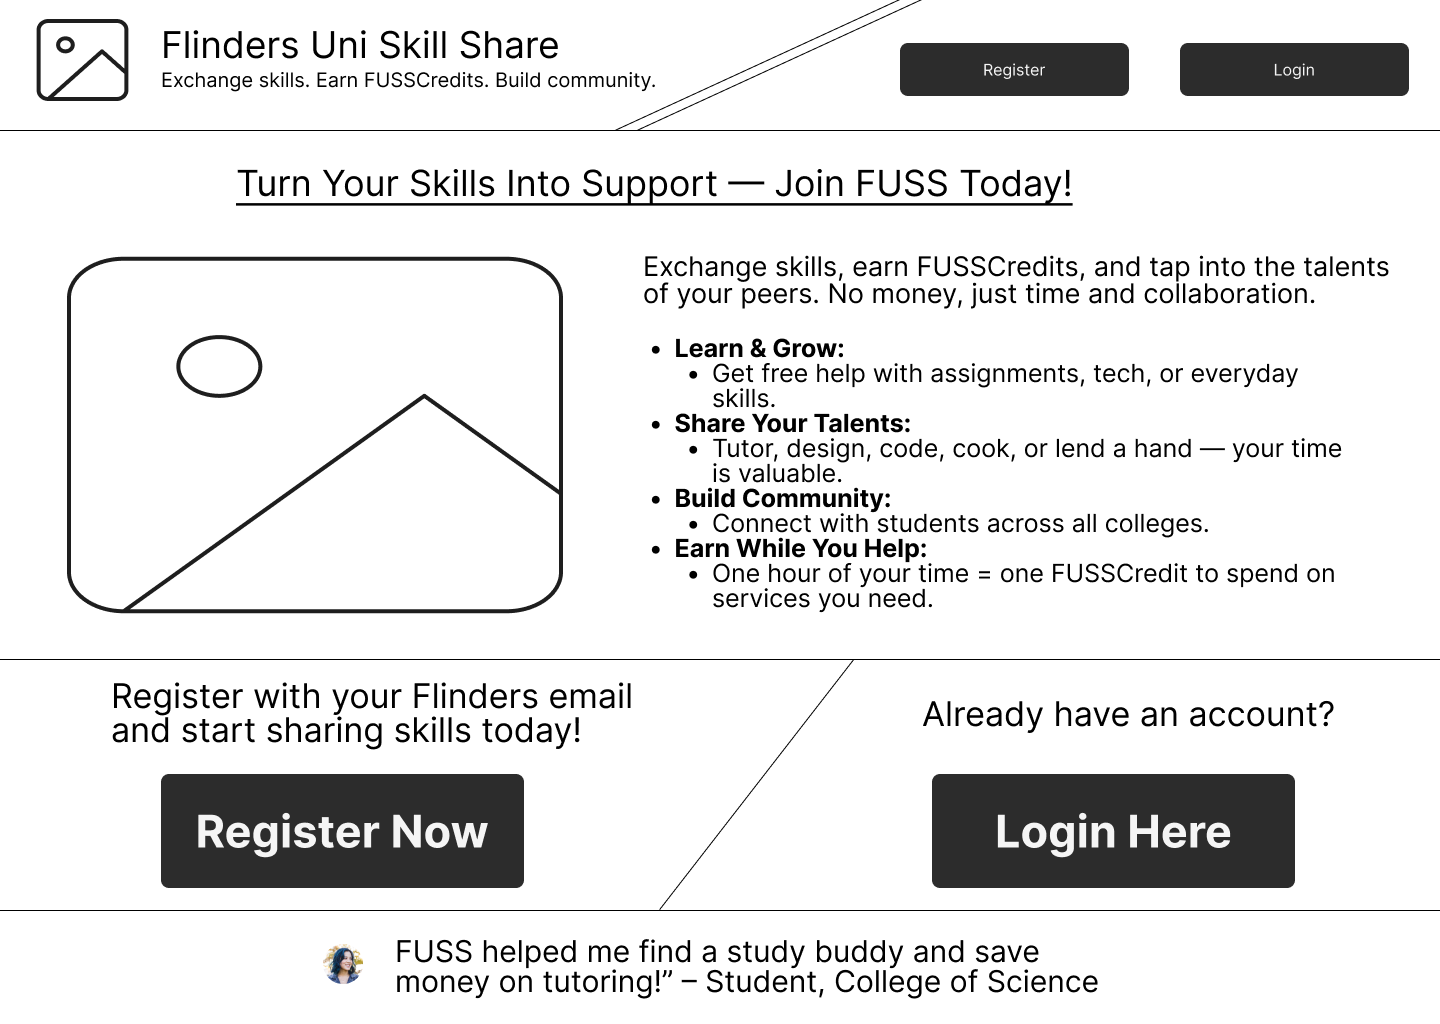 Flinders Uni Skill Share
Exchange skills. Earn FUSSCredits. Build community.
Register
Login
Turn Your Skills Into Support — Join FUSS Today!
Exchange skills, earn FUSSCredits, and tap into the talents
of your peers. No money, just time and collaboration.
• Learn & Grow:
• Get free help with assignments, tech, or everyday
skills.
• Share Your Talents:
• Tutor, design, code, cook, or lend a hand — your time
is valuable.
• Build Community:
• Connect with students across all colleges.
• Earn While You Help:
• One hour of your time = one FUSSCredit to spend on
services you need.
Register with your Flinders email
and start sharing skills today!
Register Now
Already have an account?
Login Here
FUSS helped me find a study buddy and save
money on tutoring!” – Student, College of Science